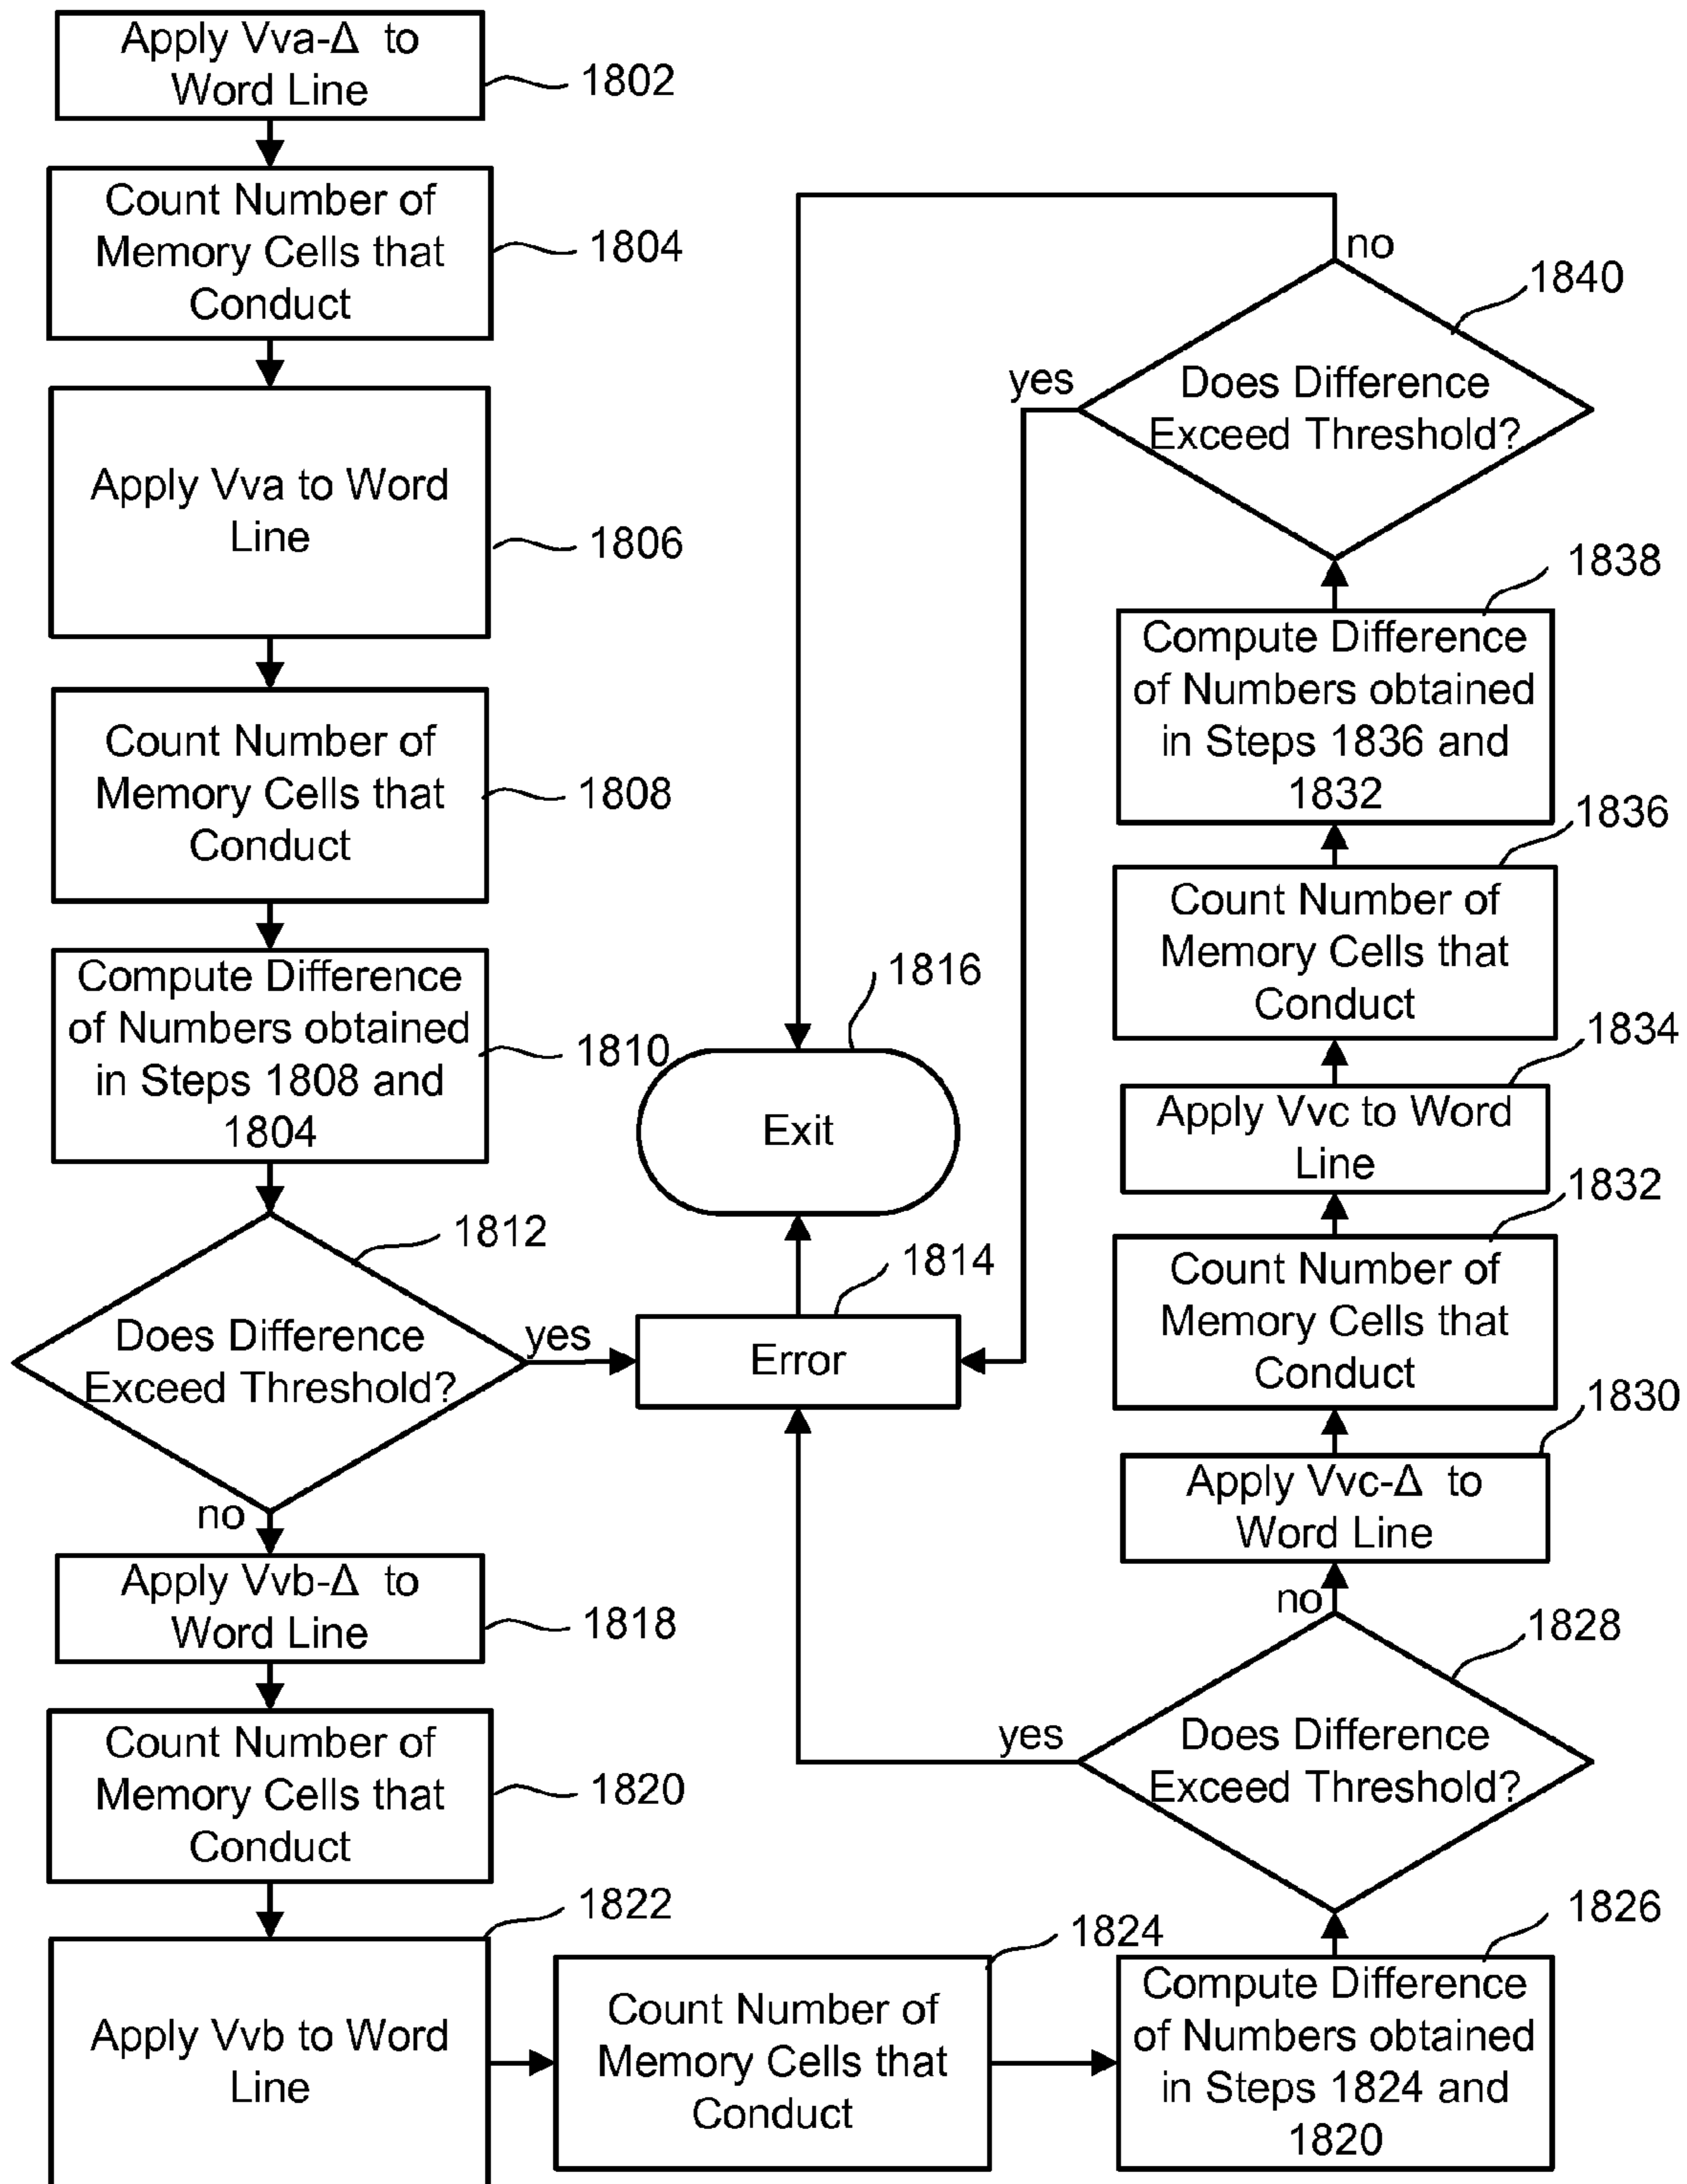 Apply Vva-Δ to
Word Line
1802
Count Number of
Memory Cells that
Conduct
1804
Apply Vva to Word
Line
1806
Count Number of
Memory Cells that
Conduct
1808
Compute Difference
of Numbers obtained
in Steps 1808 and
1804
1810
1812
Does Difference
Exceed Threshold?
yes
no
Error
1814
Exit
1816
Apply Vvb-Δ to
Word Line
1818
Count Number of
Memory Cells that
Conduct
1820
Apply Vvb to Word
Line
1822
Count Number of
Memory Cells that
Conduct
1824
Compute Difference
of Numbers obtained
in Steps 1824 and
1820
1826
Does Difference
Exceed Threshold?
1828
yes
no
Apply Vvc-Δ to
Word Line
1830
Count Number of
Memory Cells that
Conduct
1832
Apply Vvc to Word
Line
1834
Count Number of
Memory Cells that
Conduct
1836
Compute Difference
of Numbers obtained
in Steps 1836 and
1832
1838
Does Difference
Exceed Threshold?
1840
yes
no